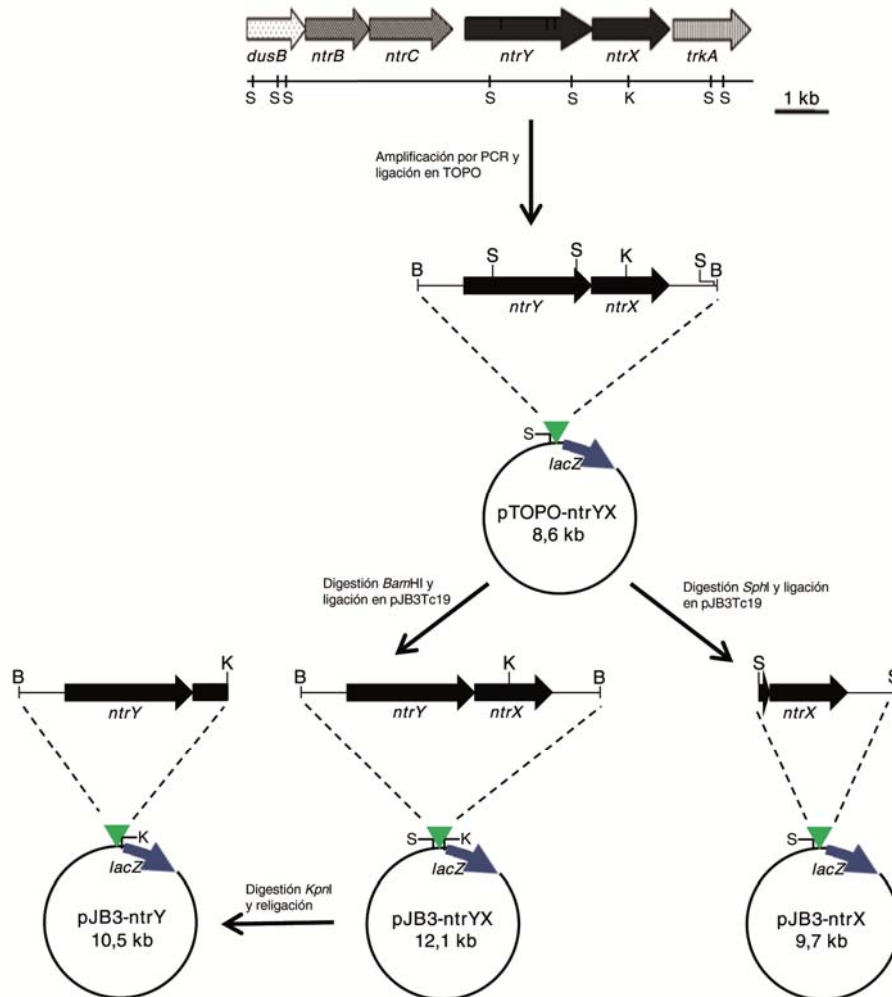 dusB ntrB ntrC ntrY ntrX trkA
S S S S S K S S
1 kb
Amplificación por PCR y
ligación en TOPO
B S S K S B
ntrY ntrX
S
lacZ
pTOPO-ntrYX
8,6 kb
Digestión BamHI y
ligación en pJB3Tc19
Digestión SphI y ligación
en pJB3Tc19
B K
ntrY
B K B
ntrY ntrX
S S
ntrX
K
lacZ
pJB3-ntrY
10,5 kb
Digestión KpnI
y religación
S K
lacZ
pJB3-ntrYX
12,1 kb
S
lacZ
pJB3-ntrX
9,7 kb